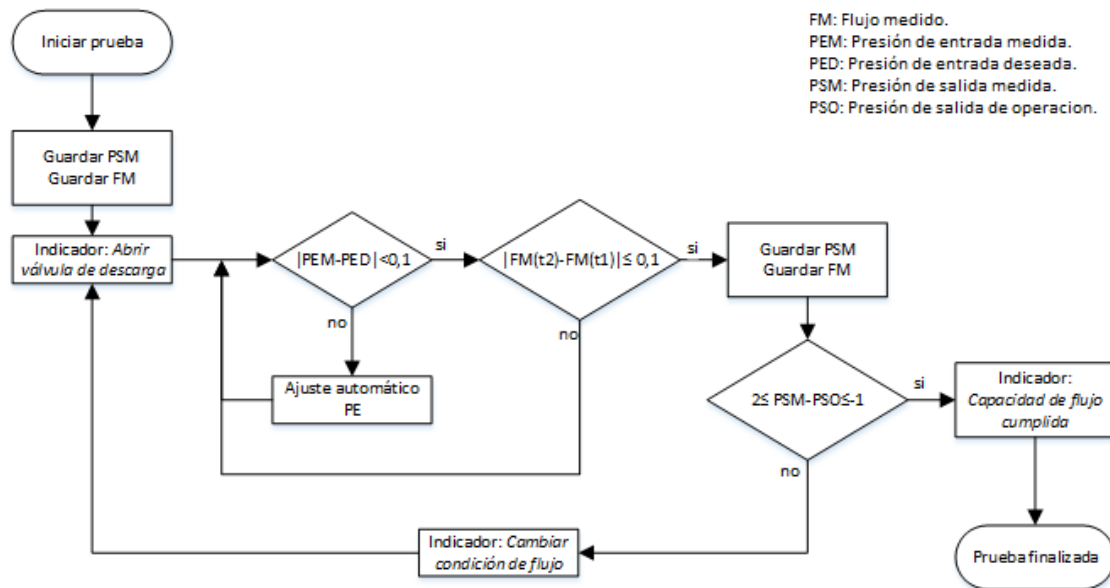 Iniciar prueba
FM: Flujo medido.
PEM: Presión de entrada medida.
PED: Presión de entrada deseada.
PSM: Presión de salida medida.
PSO: Presión de salida de operacion.
Guardar PSM
Guardar FM
Indicador: Abrir
válvula de descarga
|PEM-PED|<0,1
si
no
Ajuste automático
PE
|FM(t2)-FM(t1)|≤ 0,1
si
no
Guardar PSM
Guardar FM
2≤ PSM-PSO≤-1
si
no
Indicador:
Capacidad de flujo
cumplida
Indicador: Cambiar
condición de flujo
Prueba finalizada